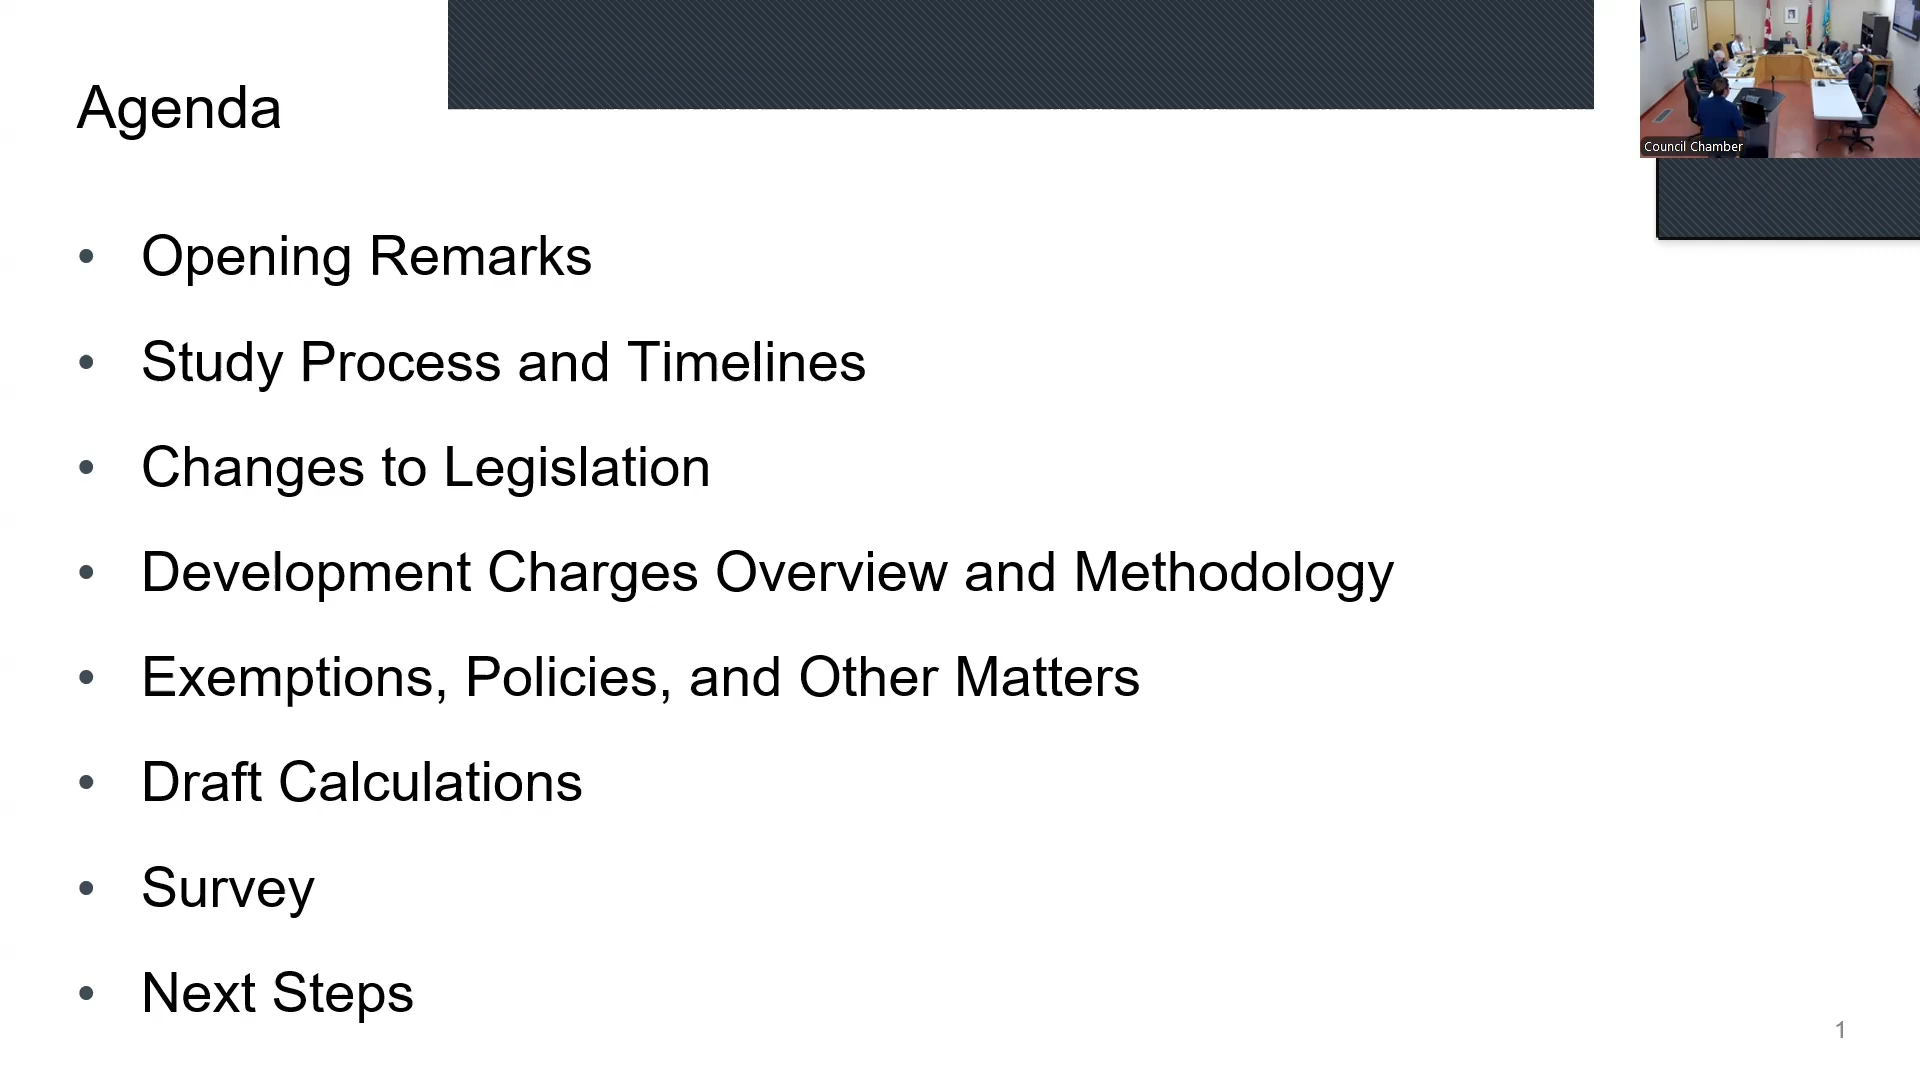 Agenda
Council Chamber
• Opening Remarks
• Study Process and Timelines
• Changes to Legislation
• Development Charges Overview and Methodology
• Exemptions, Policies, and Other Matters
• Draft Calculations
• Survey
• Next Steps
1